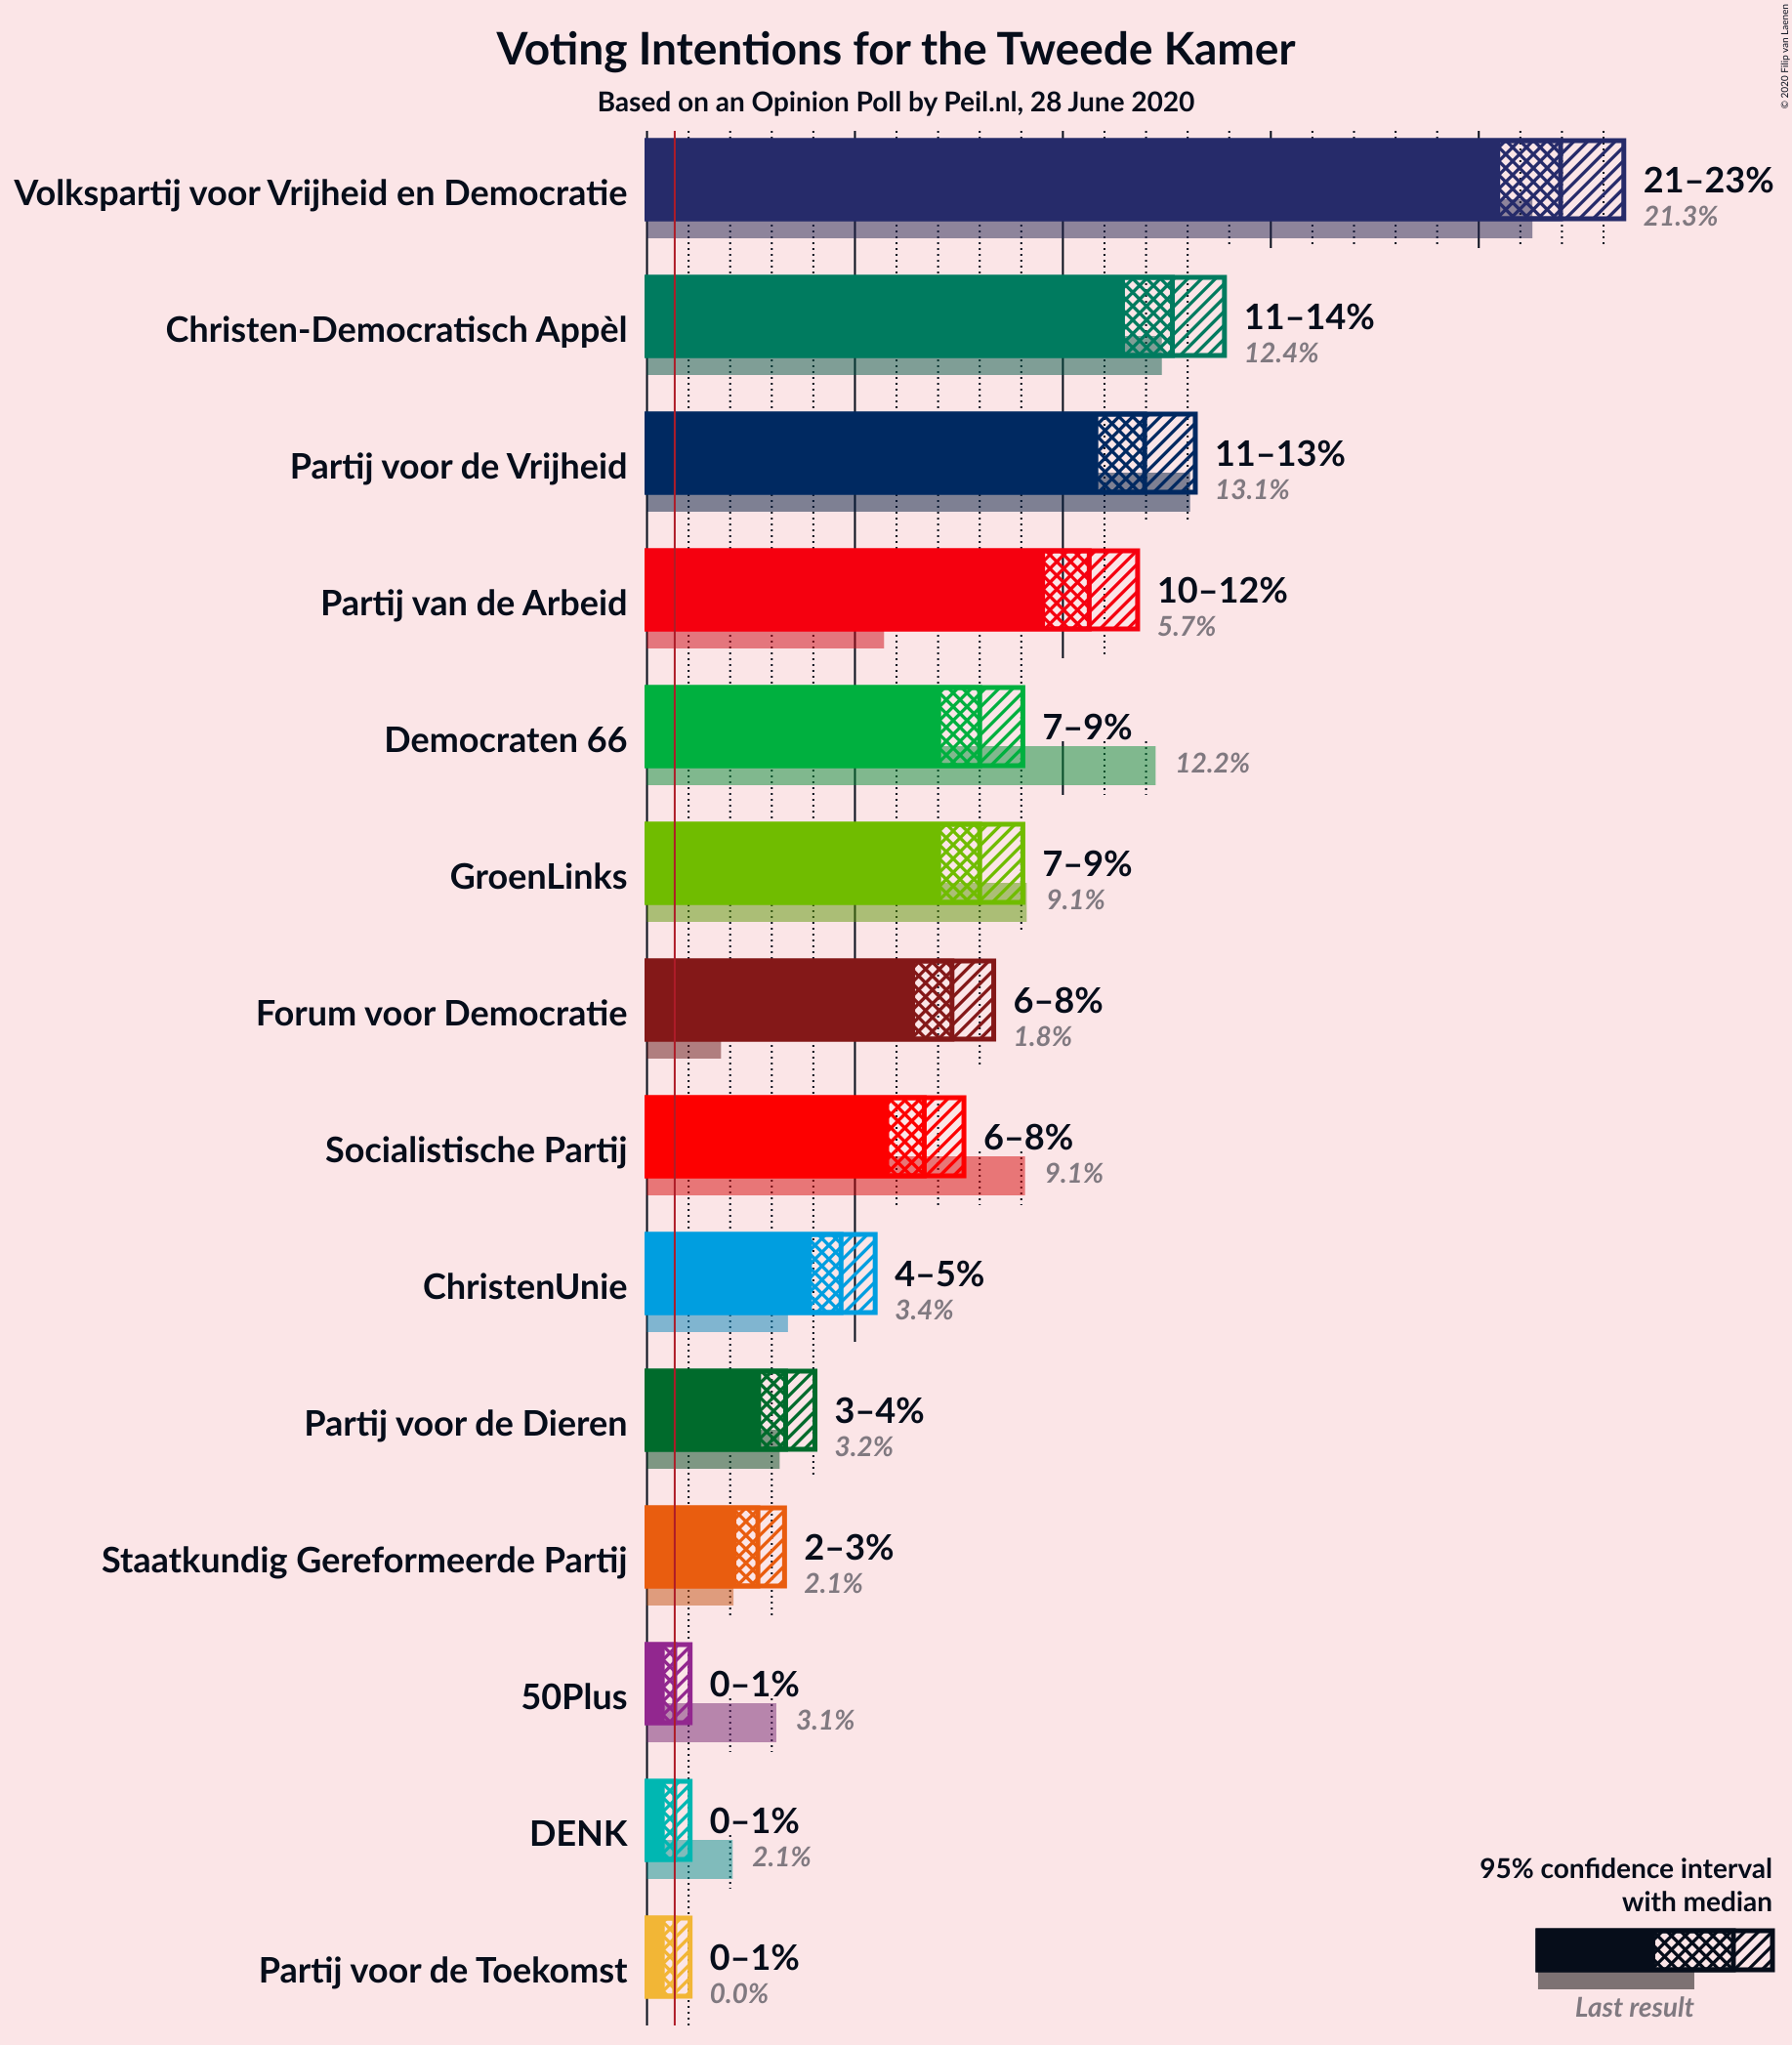 Voting Intentions for the Tweede Kamer
Based on an Opinion Poll by Peil.nl, 28 June 2020
© 2020 Filip van Laenen
Volkspartij voor Vrijheid en Democratie
21–23%
21.3%
Christen-Democratisch Appèl
11–14%
12.4%
Partij voor de Vrijheid
11–13%
13.1%
Partij van de Arbeid
10–12%
5.7%
Democraten 66
7–9%
12.2%
GroenLinks
7–9%
9.1%
Forum voor Democratie
6–8%
1.8%
Socialistische Partij
6–8%
9.1%
ChristenUnie
4–5%
3.4%
Partij voor de Dieren
3–4%
3.2%
Staatkundig Gereformeerde Partij
2–3%
2.1%
50Plus
0–1%
3.1%
DENK
0–1%
2.1%
Partij voor de Toekomst
0–1%
0.0%
95% confidence interval
with median
Last result